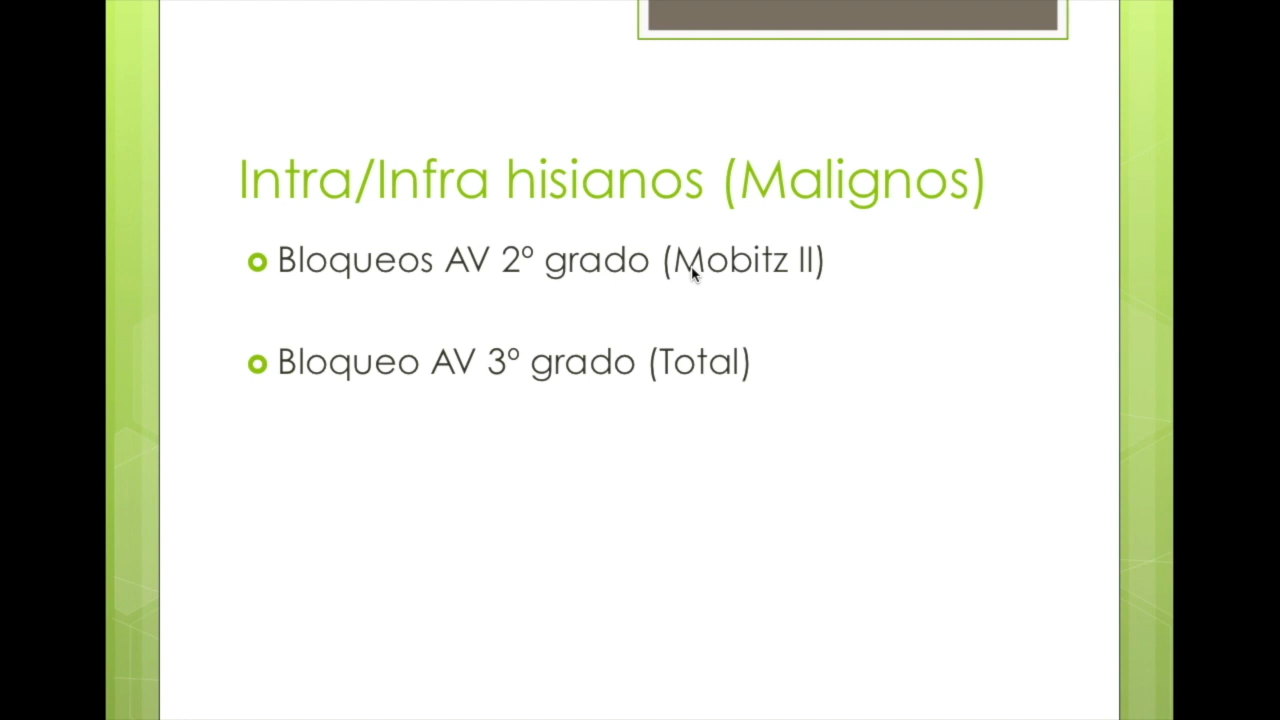 Intra/Infra hisianos (Malignos)
Bloqueos AV 2º grado (Mobitz II)
Bloqueo AV 3º grado (Total)